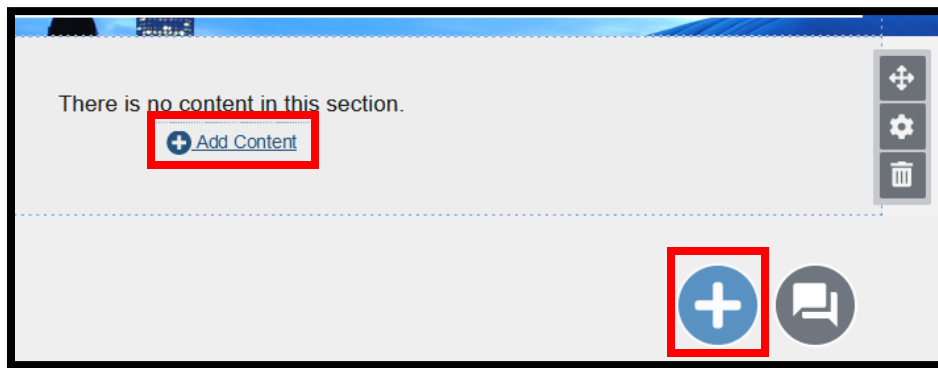 There is no content in this section.
Add Content